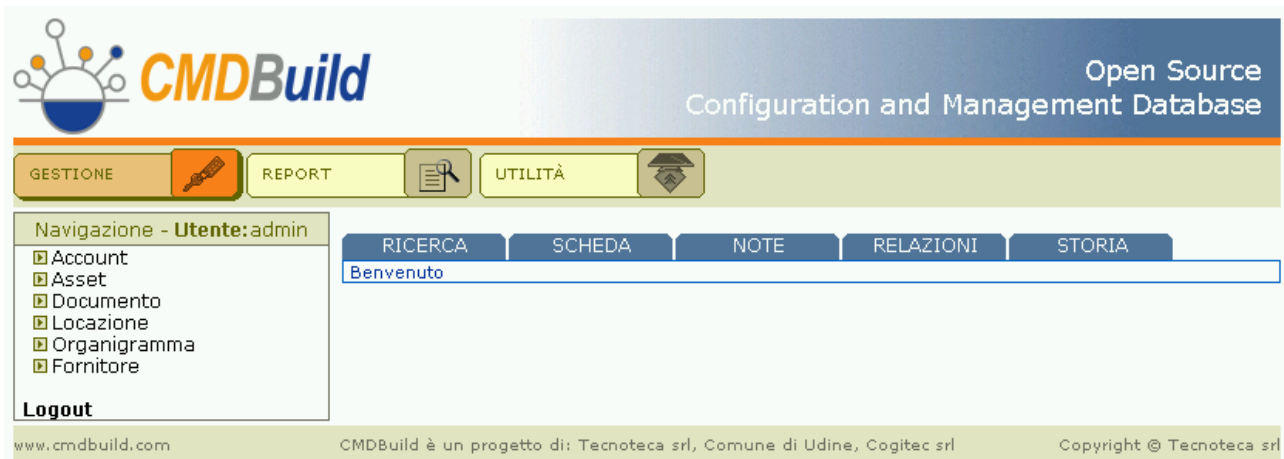 CMDBuild
Open Source
Configuration and Management Database
GESTIONE
REPORT
UTILITÀ
Navigazione - Utente: admin
Account
Asset
Documento
Locazione
Organigramma
Fornitore
Logout
RICERCA SCHEDA NOTE RELAZIONI STORIA
Benvenuto
www.cmdbuild.com CMDBuild è un progetto di: Tecnoteca srl, Comune di Udine, Cogitec srl Copyright © Tecnoteca srl